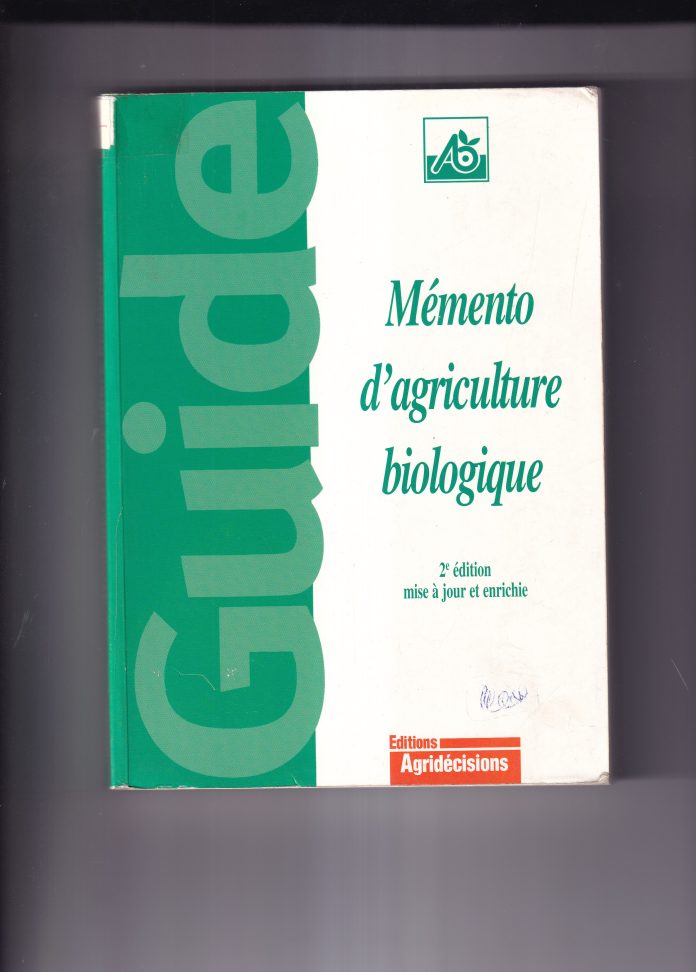 Guide
Ab
Mémento
d'agriculture
biologique
2e édition
mise à jour et enrichie
Editions
Agridécisions